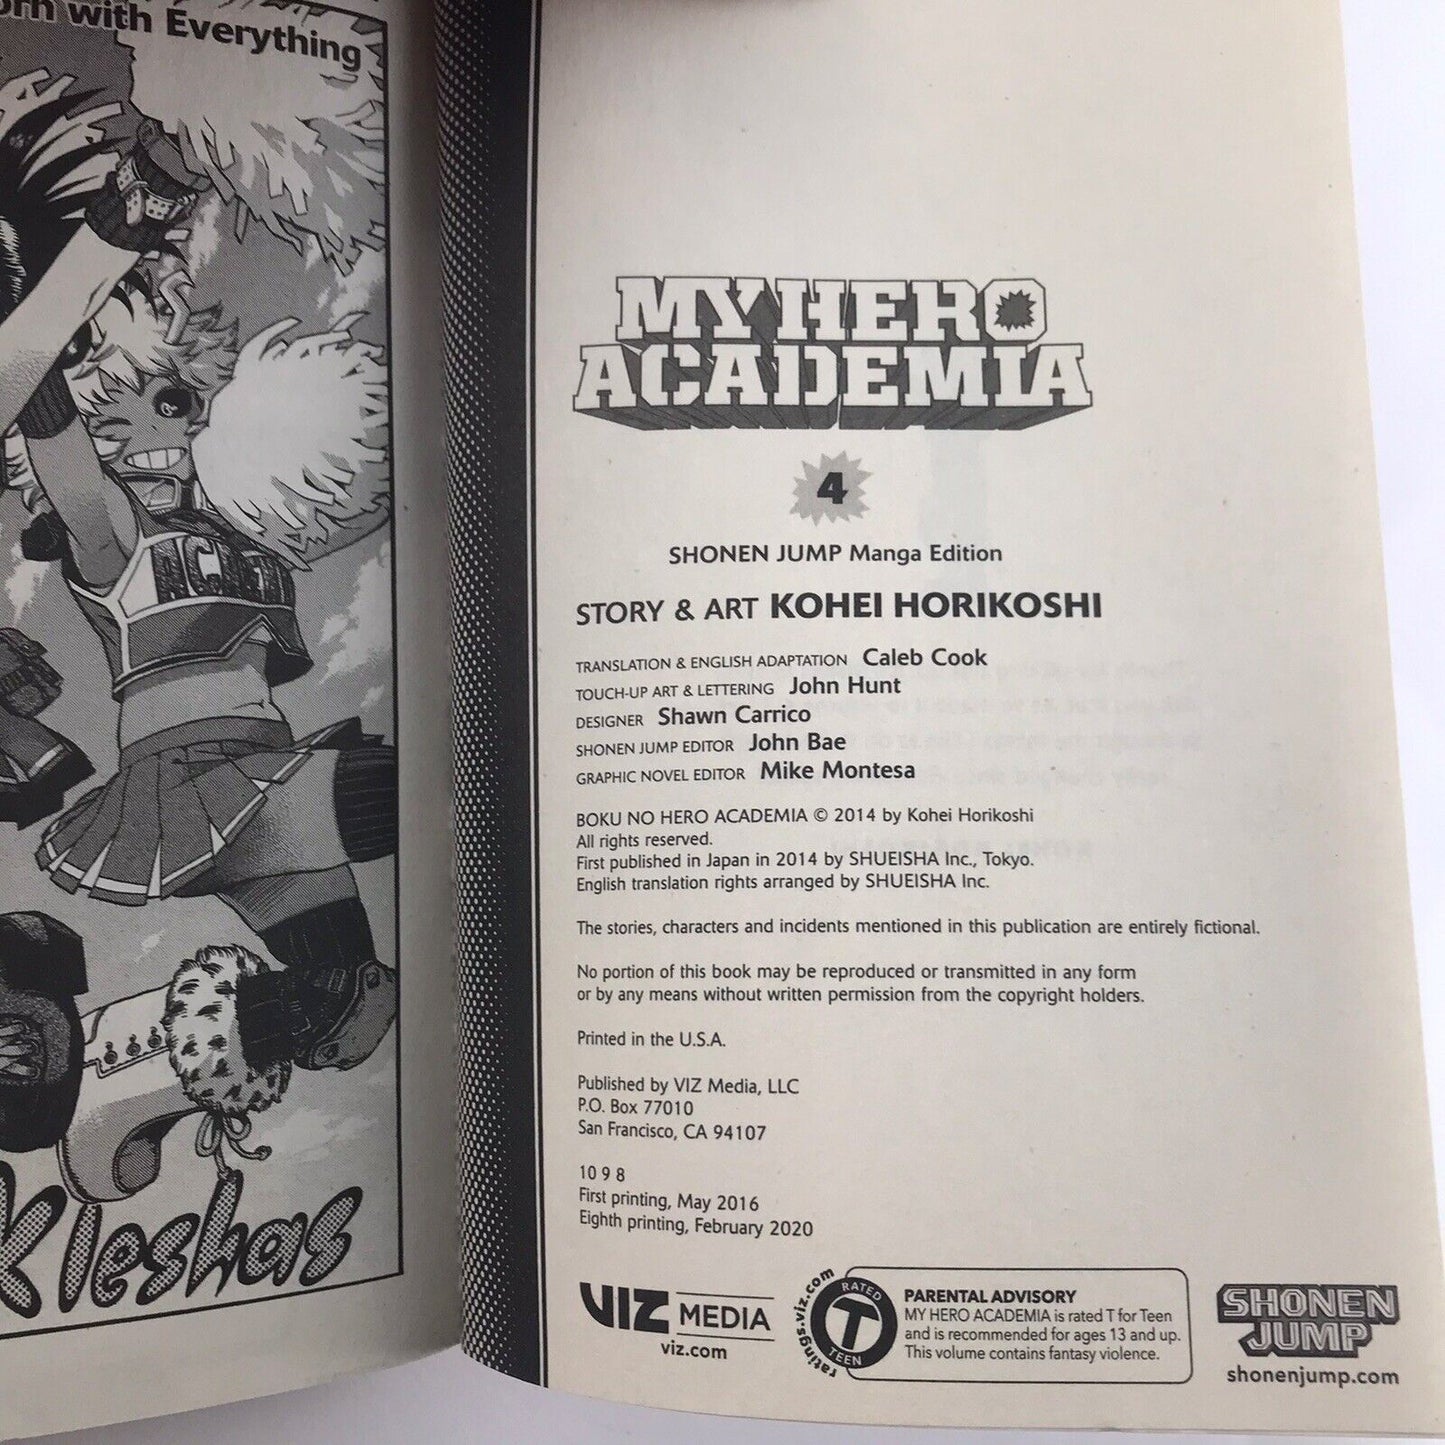 with Everything
ACADEMIA
Kleshas
MY HERO
ACADEMIA
4
SHONEN JUMP Manga Edition
STORY & ART KOHEI HORIKOSHI
TRANSLATION & ENGLISH ADAPTATION Caleb Cook
TOUCH-UP ART & LETTERING John Hunt
DESIGNER Shawn Carrico
SHONEN JUMP EDITOR John Bae
GRAPHIC NOVEL EDITOR Mike Montesa
BOKU NO HERO ACADEMIA © 2014 by Kohei Horikoshi
All rights reserved.
First published in Japan in 2014 by SHUEISHA Inc., Tokyo.
English translation rights arranged by SHUEISHA Inc.
The stories, characters and incidents mentioned in this publication are entirely fictional.
No portion of this book may be reproduced or transmitted in any form
or by any means without written permission from the copyright holders.
Printed in the U.S.A.
Published by VIZ Media, LLC
P.O. Box 77010
San Francisco, CA 94107
10 9 8
First printing, May 2016
Eighth printing, February 2020
VIZ MEDIA
viz.com
ratings.viz.com
RATED
T
TEEN
PARENTAL ADVISORY
MY HERO ACADEMIA is rated T for Teen
and is recommended for ages 13 and up.
This volume contains fantasy violence.
SHONEN
JUMP
shonenjump.com